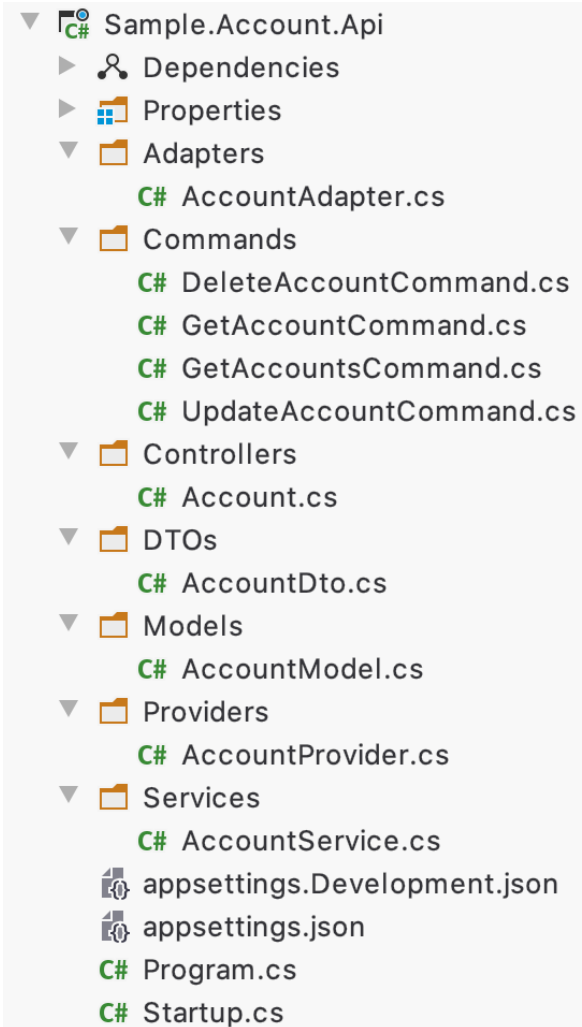 C# Sample.Account.Api
Dependencies
Properties
Adapters
C# AccountAdapter.cs
Commands
C# DeleteAccountCommand.cs
C# GetAccountCommand.cs
C# GetAccountsCommand.cs
C# UpdateAccountCommand.cs
Controllers
C# Account.cs
DTOs
C# AccountDto.cs
Models
C# AccountModel.cs
Providers
C# AccountProvider.cs
Services
C# AccountService.cs
{} appsettings.Development.json
{} appsettings.json
C# Program.cs
C# Startup.cs